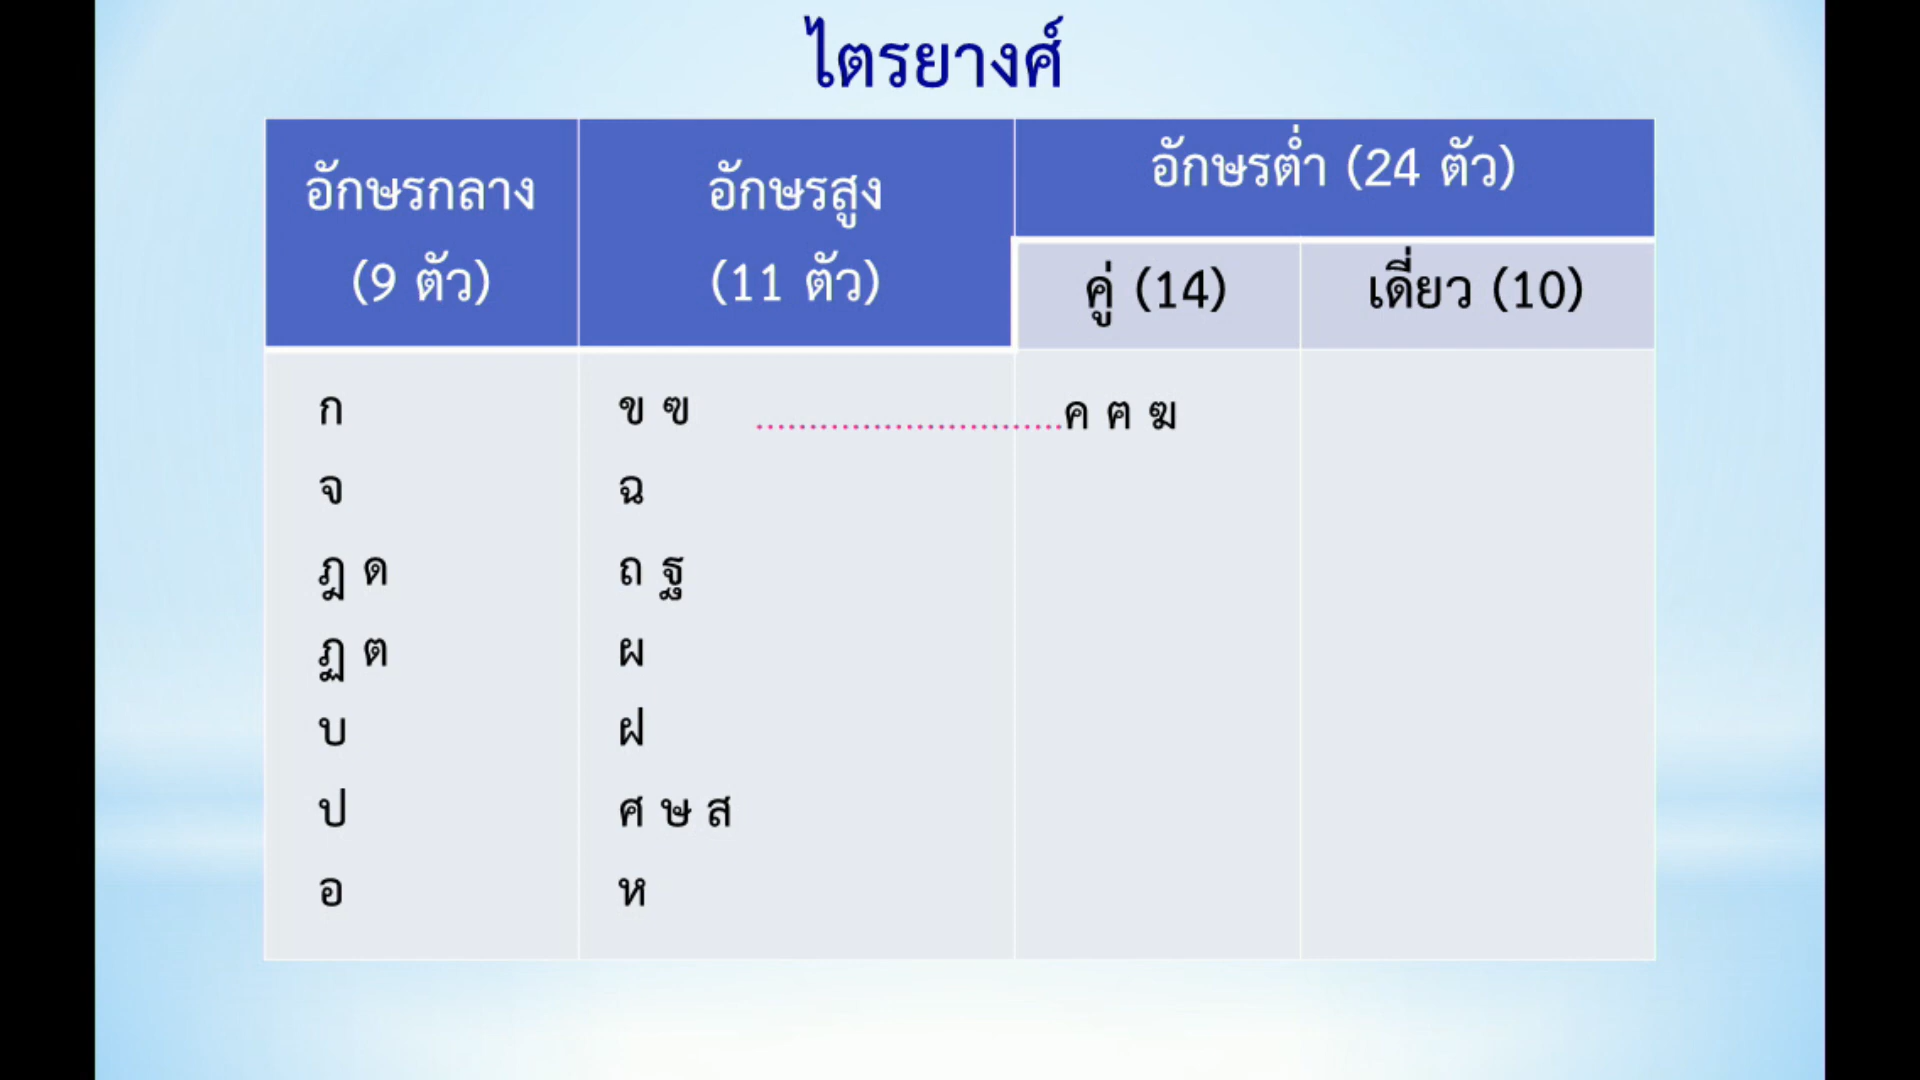 ไตรยางศ์
อักษรกลาง
(9 ตัว)
อักษรสูง
(11 ตัว)
อักษรต่ำ (24 ตัว)
คู่ (14)
เดี่ยว (10)
ก
ข ฃ ............................ค ฅ ฆ
จ
ฉ
ฎ ด
ถ ฐ
ฏ ต
ผ
บ
ฝ
ป
ศ ษ ส
อ
ห